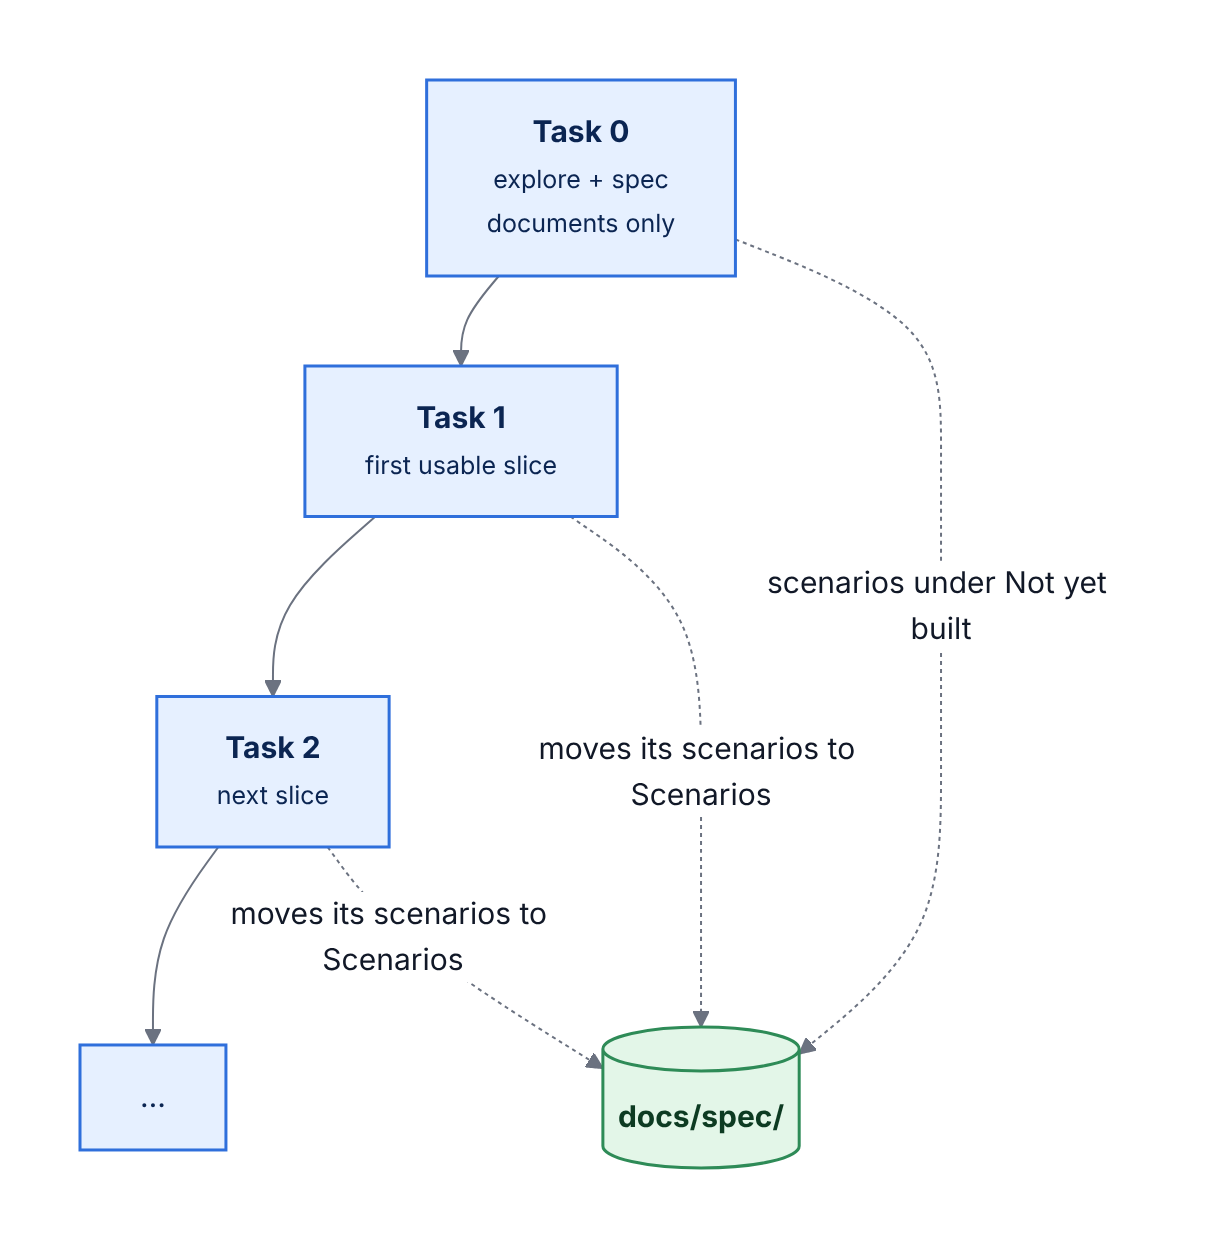 Task 0
explore + spec
documents only
Task 1
first usable slice
scenarios under Not yet
built
Task 2
next slice
moves its scenarios to
Scenarios
moves its scenarios to
Scenarios
...
docs/spec/